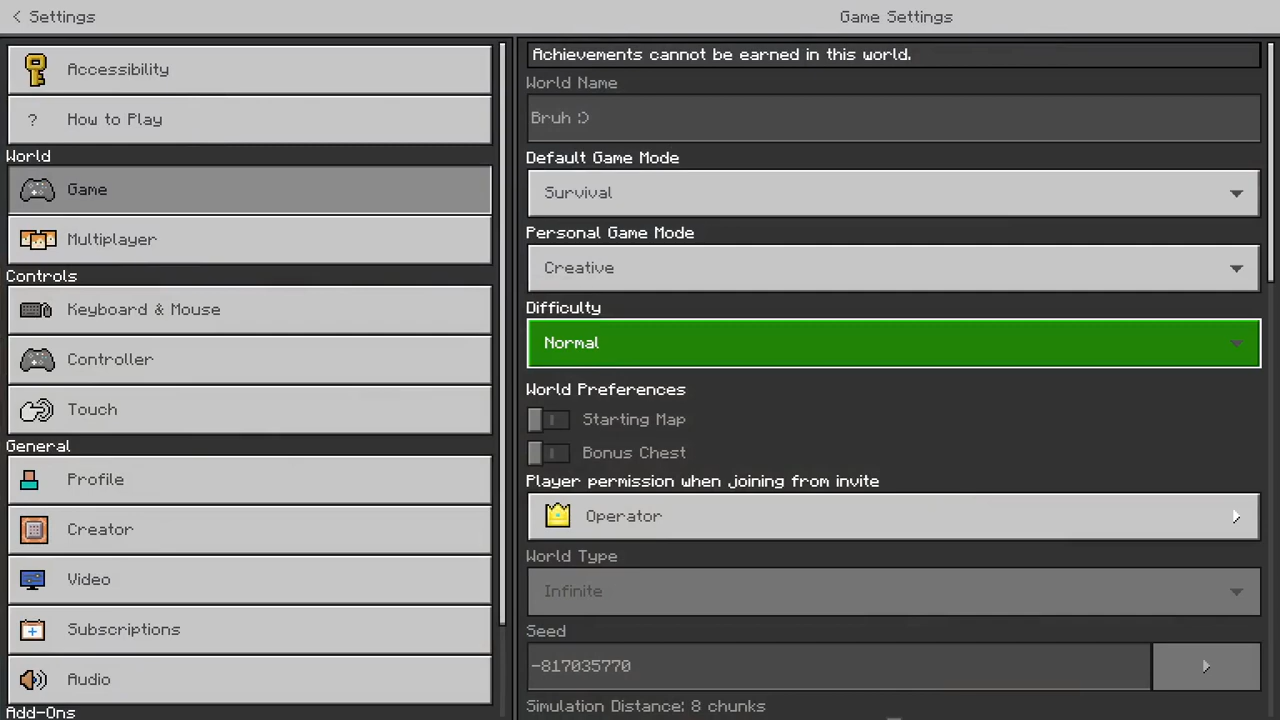 Settings
Game Settings
Accessibility
? How to Play
World
Game
Multiplayer
Controls
Keyboard & Mouse
Controller
Touch
General
Profile
Creator
Video
Subscriptions
Audio
Add-Ons
Achievements cannot be earned in this world.
World Name
Bruh :)
Default Game Mode
Survival
Personal Game Mode
Creative
Difficulty
Normal
World Preferences
Starting Map
Bonus Chest
Player permission when joining from invite
Operator
World Type
Infinite
Seed
-817035770
Simulation Distance: 8 chunks